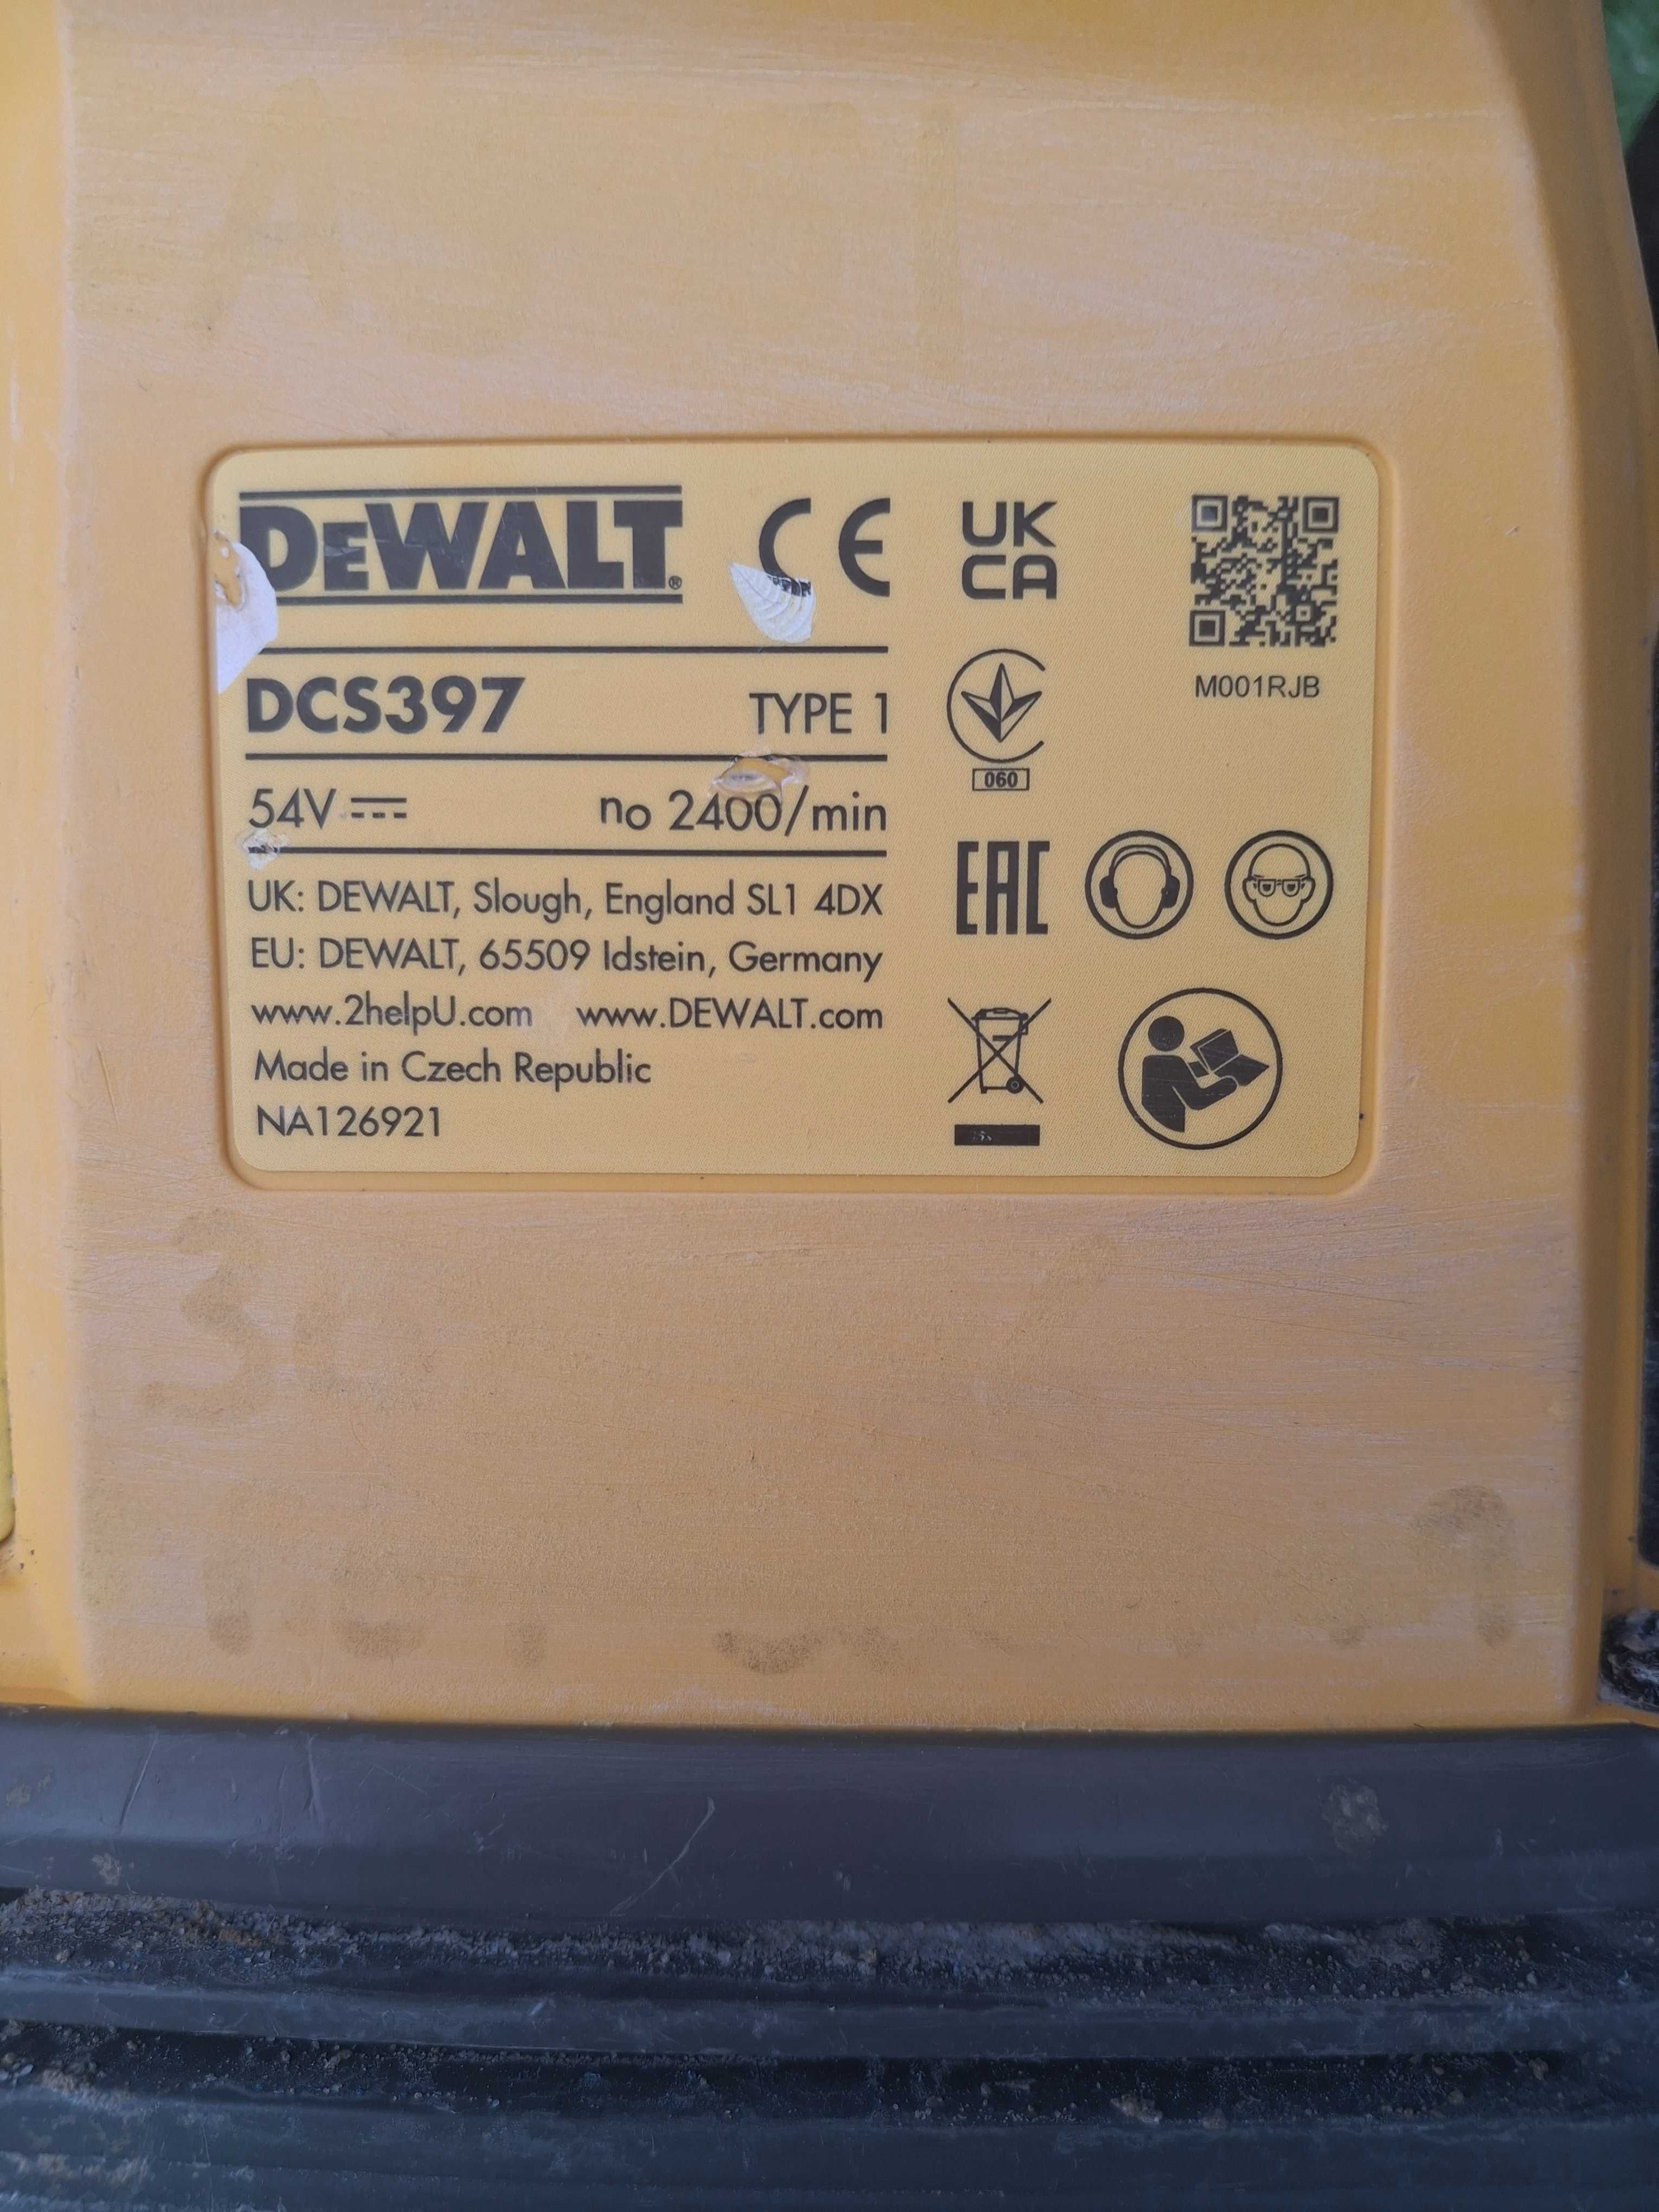 DEWALT® CE
UK
CA
M001RJB
DCS397 TYPE 1
060
54V no 2400/min
EAC
UK: DEWALT, Slough, England SL1 4DX
EU: DEWALT, 65509 Idstein, Germany
www.2helpU.com www.DEWALT.com
Made in Czech Republic
NA126921